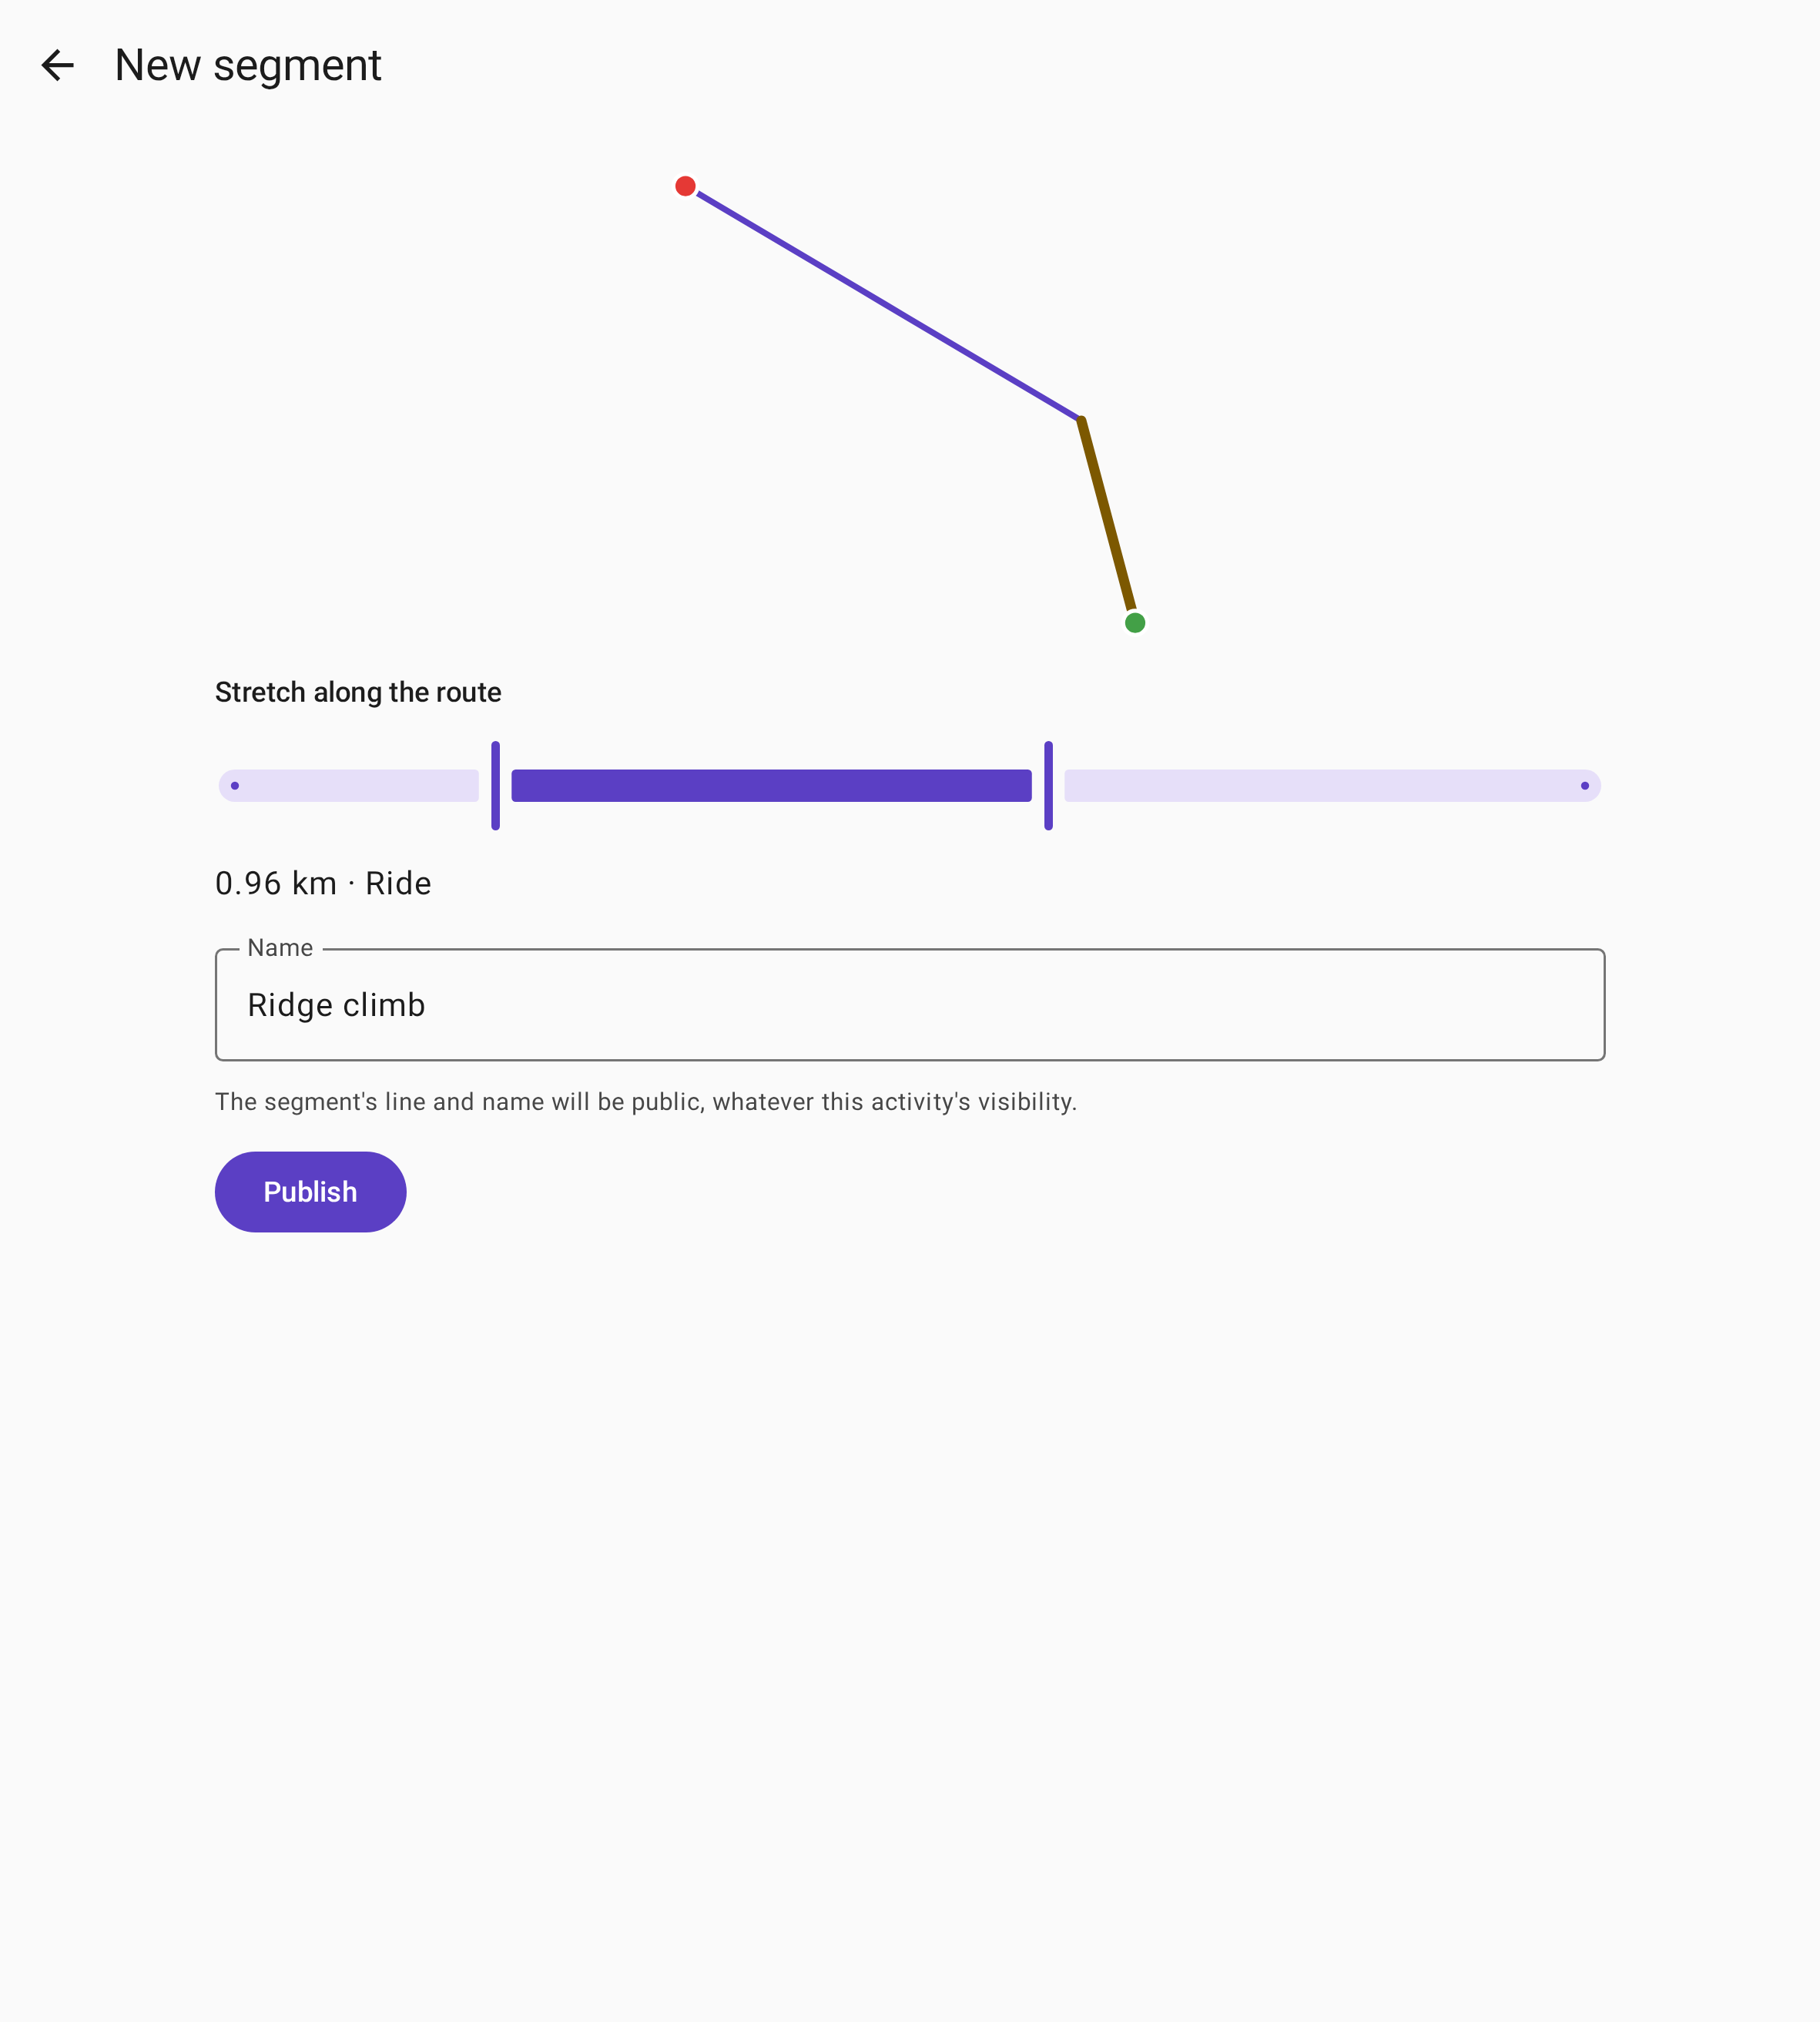 New segment
Stretch along the route
0.96 km · Ride
Name
Ridge climb
The segment's line and name will be public, whatever this activity's visibility.
Publish